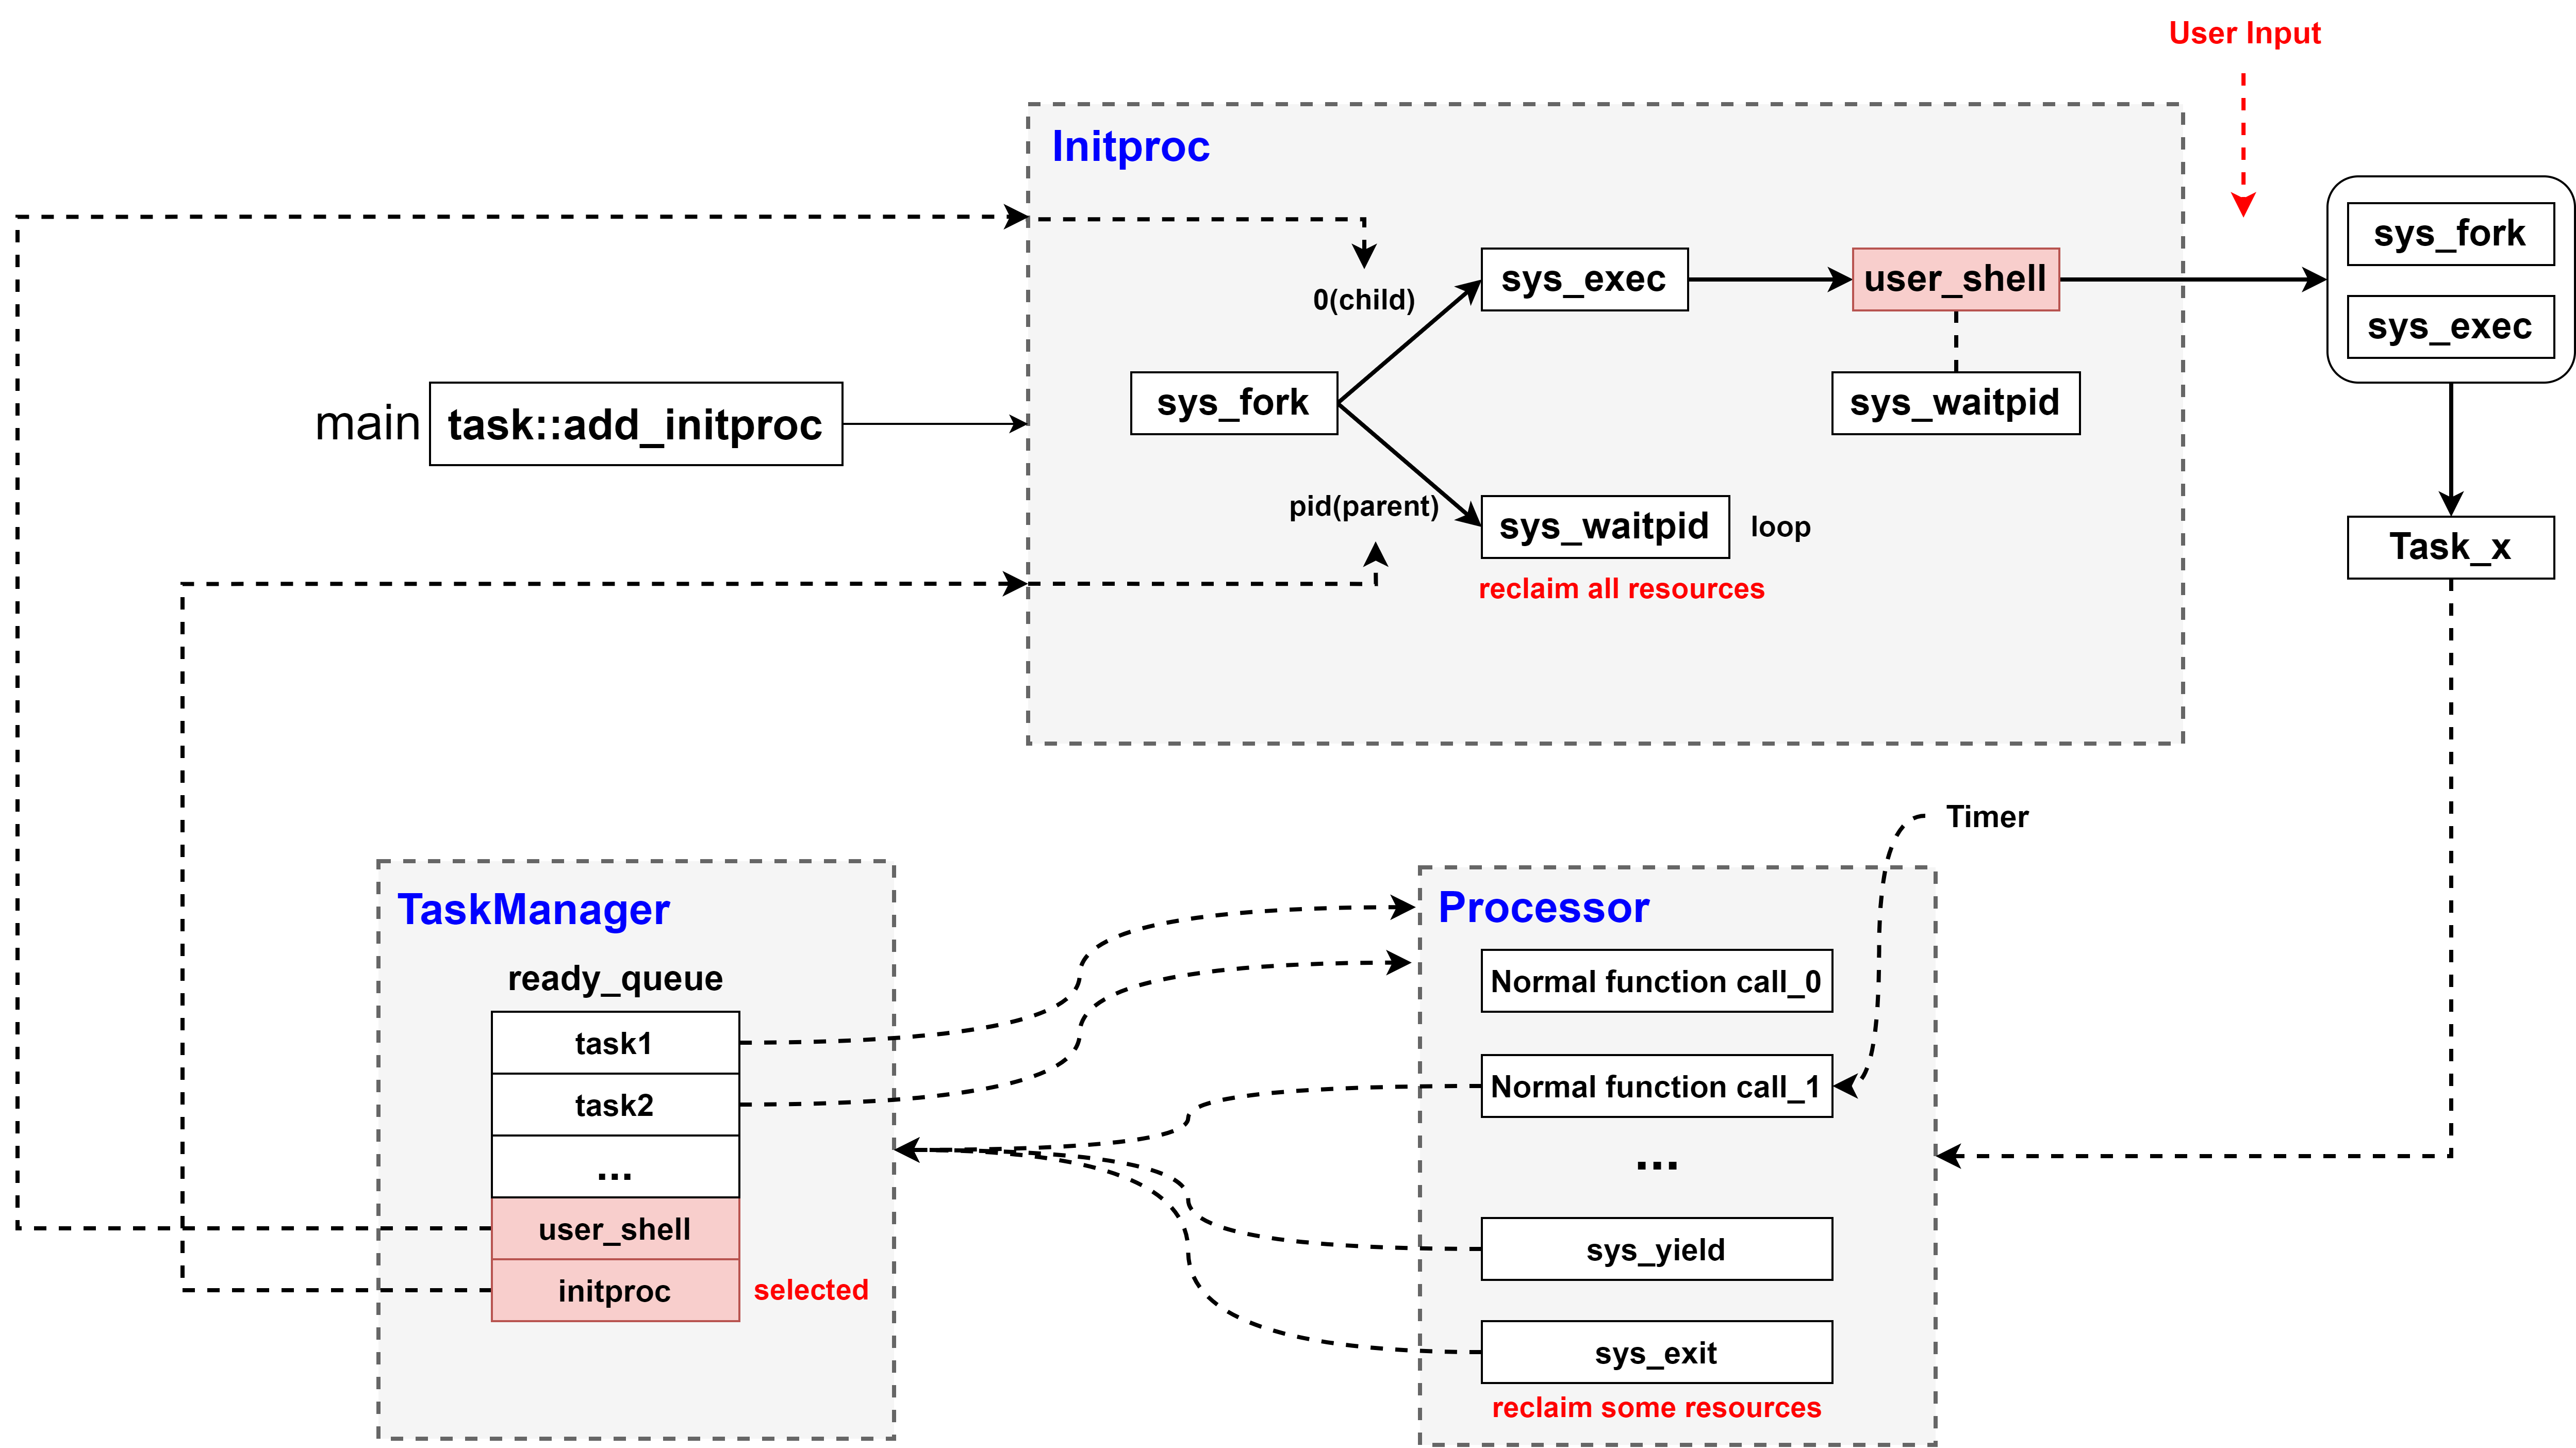 User Input
Initproc
sys_fork
sys_exec
0(child)
sys_exec
user_shell
main
task::add_initproc
sys_fork
sys_waitpid
pid(parent)
sys_waitpid
loop
reclaim all resources
Task_x
Timer
TaskManager
ready_queue
task1
task2
...
user_shell
initproc
selected
Processor
Normal function call_0
Normal function call_1
...
sys_yield
sys_exit
reclaim some resources